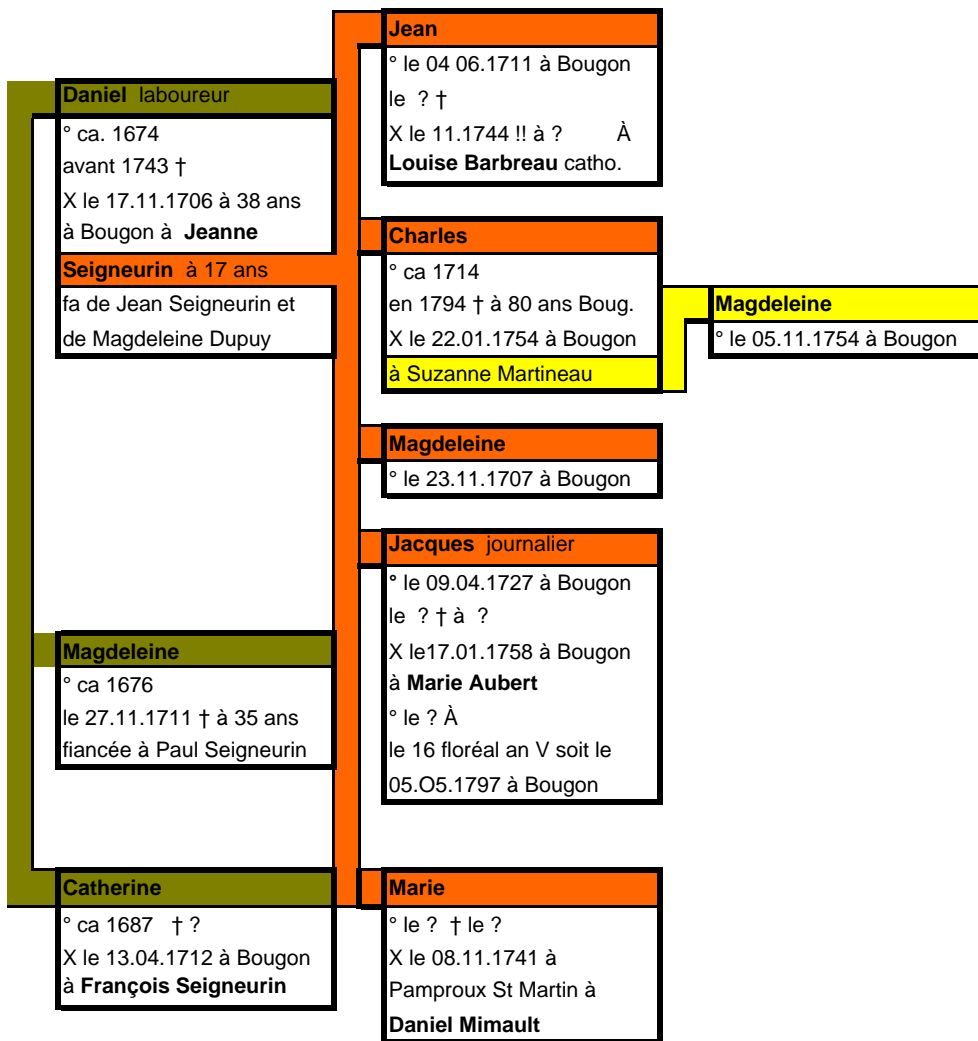 Daniel laboureur
° ca. 1674
avant 1743 †
X le 17.11.1706 à 38 ans
à Bougon à Jeanne
Seigneurin à 17 ans
fa de Jean Seigneurin et
de Magdeleine Dupuy
Magdeleine
° ca 1676
le 27.11.1711 † à 35 ans
fiancée à Paul Seigneurin
Catherine
° ca 1687 † ?
X le 13.04.1712 à Bougon
à François Seigneurin
Jean
° le 04 06.1711 à Bougon
le ? †
X le 11.1744 !! à ? À
Louise Barbreau catho.
Charles
° ca 1714
en 1794 † à 80 ans Boug.
X le 22.01.1754 à Bougon
à Suzanne Martineau
Magdeleine
° le 23.11.1707 à Bougon
Jacques journalier
° le 09.04.1727 à Bougon
le ? † à ?
X le17.01.1758 à Bougon
à Marie Aubert
° le ? À
le 16 floréal an V soit le
05.O5.1797 à Bougon
Marie
° le ? † le ?
X le 08.11.1741 à
Pamproux St Martin à
Daniel Mimault
Magdeleine
° le 05.11.1754 à Bougon